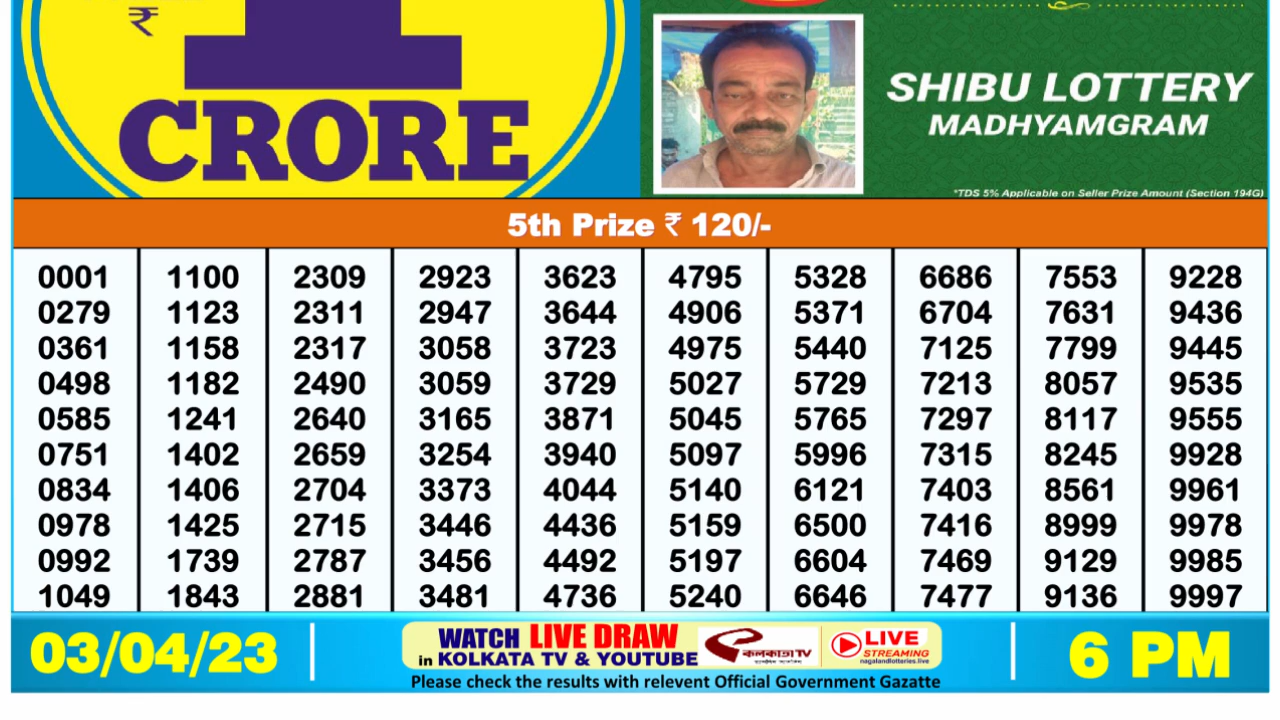 ₹
CRORE
SHIBU LOTTERY
MADHYAMGRAM
*TDS 5% Applicable on Seller Prize Amount (Section 194G)
5th Prize ₹ 120/-
0001 1100 2309 2923 3623 4795 5328 6686 7553 9228
0279 1123 2311 2947 3644 4906 5371 6704 7631 9436
0361 1158 2317 3058 3723 4975 5440 7125 7799 9445
0498 1182 2490 3059 3729 5027 5729 7213 8057 9535
0585 1241 2640 3165 3871 5045 5765 7297 8117 9555
0751 1402 2659 3254 3940 5097 5996 7315 8245 9928
0834 1406 2704 3373 4044 5140 6121 7403 8561 9961
0978 1425 2715 3446 4436 5159 6500 7416 8999 9978
0992 1739 2787 3456 4492 5197 6604 7469 9129 9985
1049 1843 2881 3481 4736 5240 6646 7477 9136 9997
03/04/23
WATCH LIVE DRAW
in KOLKATA TV & YOUTUBE
কলকাতা TV
LIVE
STREAMING
nagalandlotteries.live
Please check the results with relevent Official Government Gazatte
6 PM